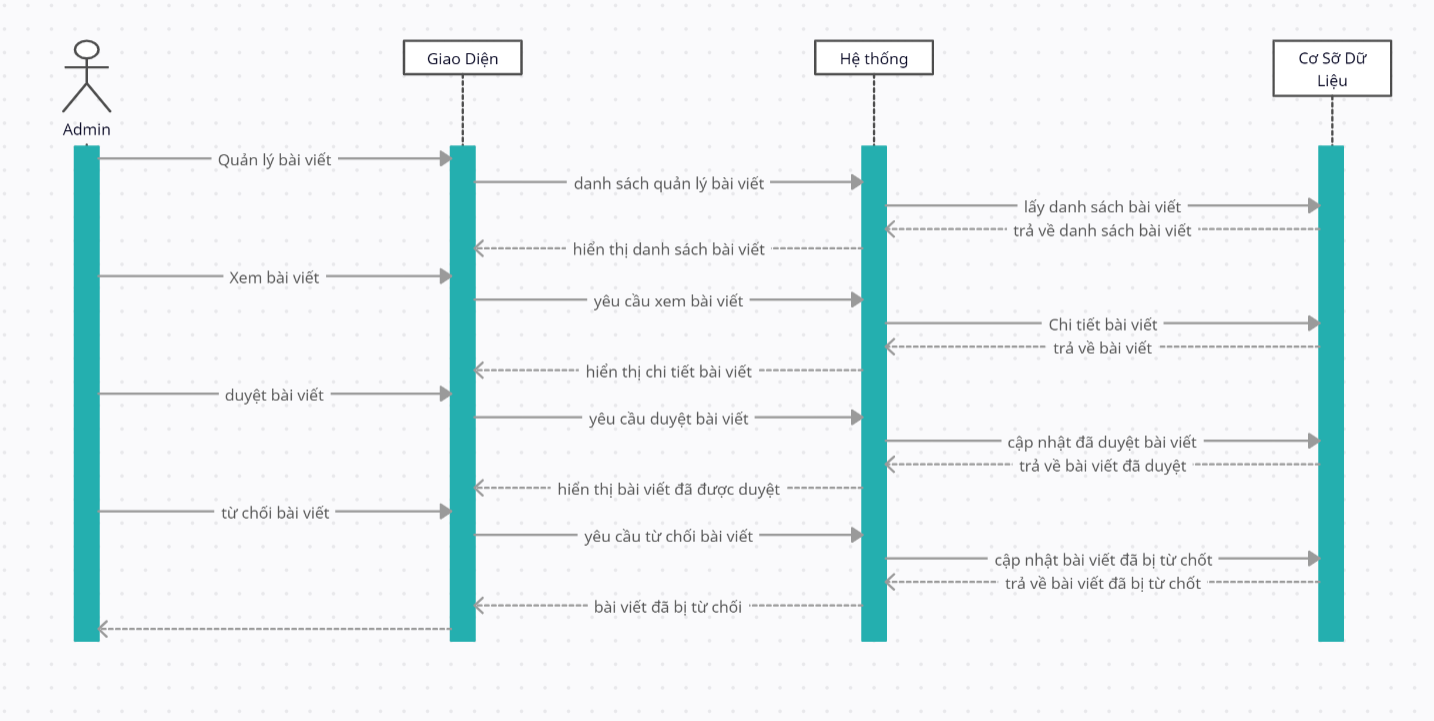 Giao Diện
Hệ thống
Cơ Sỡ Dữ
Liệu
Admin
Quản lý bài viết
danh sách quản lý bài viết
lấy danh sách bài viết
trả về danh sách bài viết
hiển thị danh sách bài viết
Xem bài viết
yêu cầu xem bài viết
Chi tiết bài viết
trả về bài viết
hiển thị chi tiết bài viết
duyệt bài viết
yêu cầu duyệt bài viết
cập nhật đã duyệt bài viết
trả về bài viết đã duyệt
hiển thị bài viết đã được duyệt
từ chối bài viết
yêu cầu từ chối bài viết
cập nhật bài viết đã bị từ chốt
trả về bài viết đã bị từ chốt
bài viết đã bị từ chối